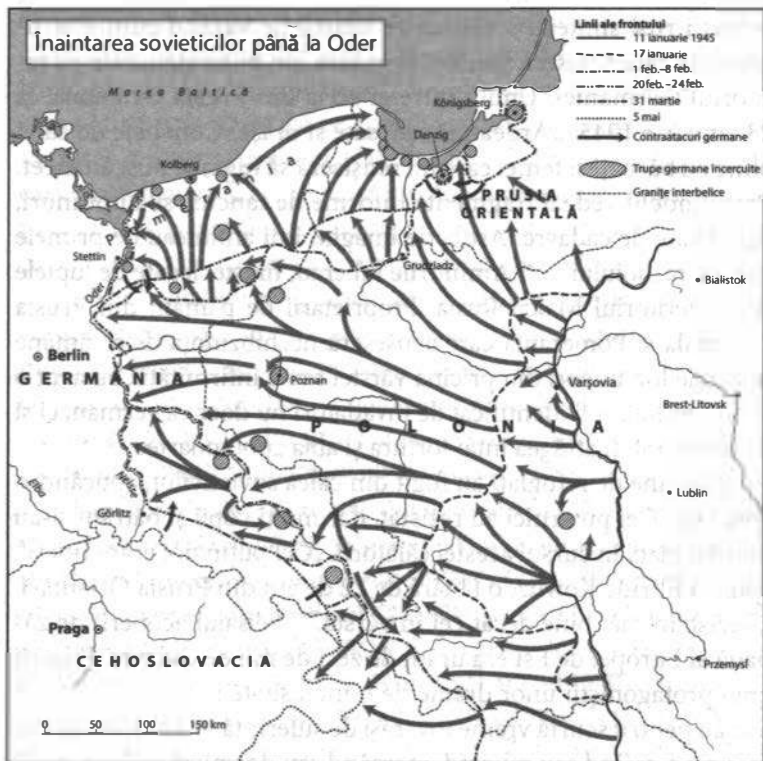 Înaintarea sovieticilor până la Oder
Linii ale frontului
11 ianuarie 1945
17 ianuarie
1 feb.–8 feb.
20 feb.–24 feb.
31 martie
5 mai
Contraatacuri germane
Trupe germane încercuite
Granițe interbelice
Marea Baltică
Königsberg
Danzig
Kolberg
PRUSIA
ORIENTALĂ
Stettin
Oder
Grudziadz
Białistok
Berlin
GERMANIA
Poznan
Varșovia
Brest-Litovsk
POLONIA
Lublin
Görlitz
Praga
CEHOSLOVACIA
Przemysl
0 50 100 150 km